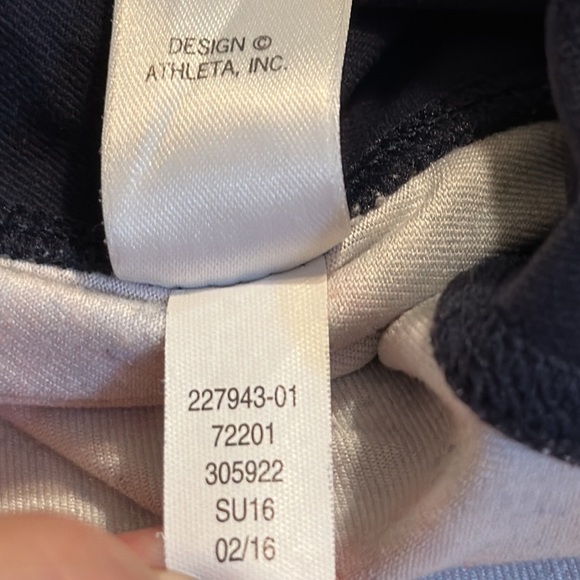 DESIGN ©
ATHLETA, INC.
227943-01
72201
305922
SU16
02/16